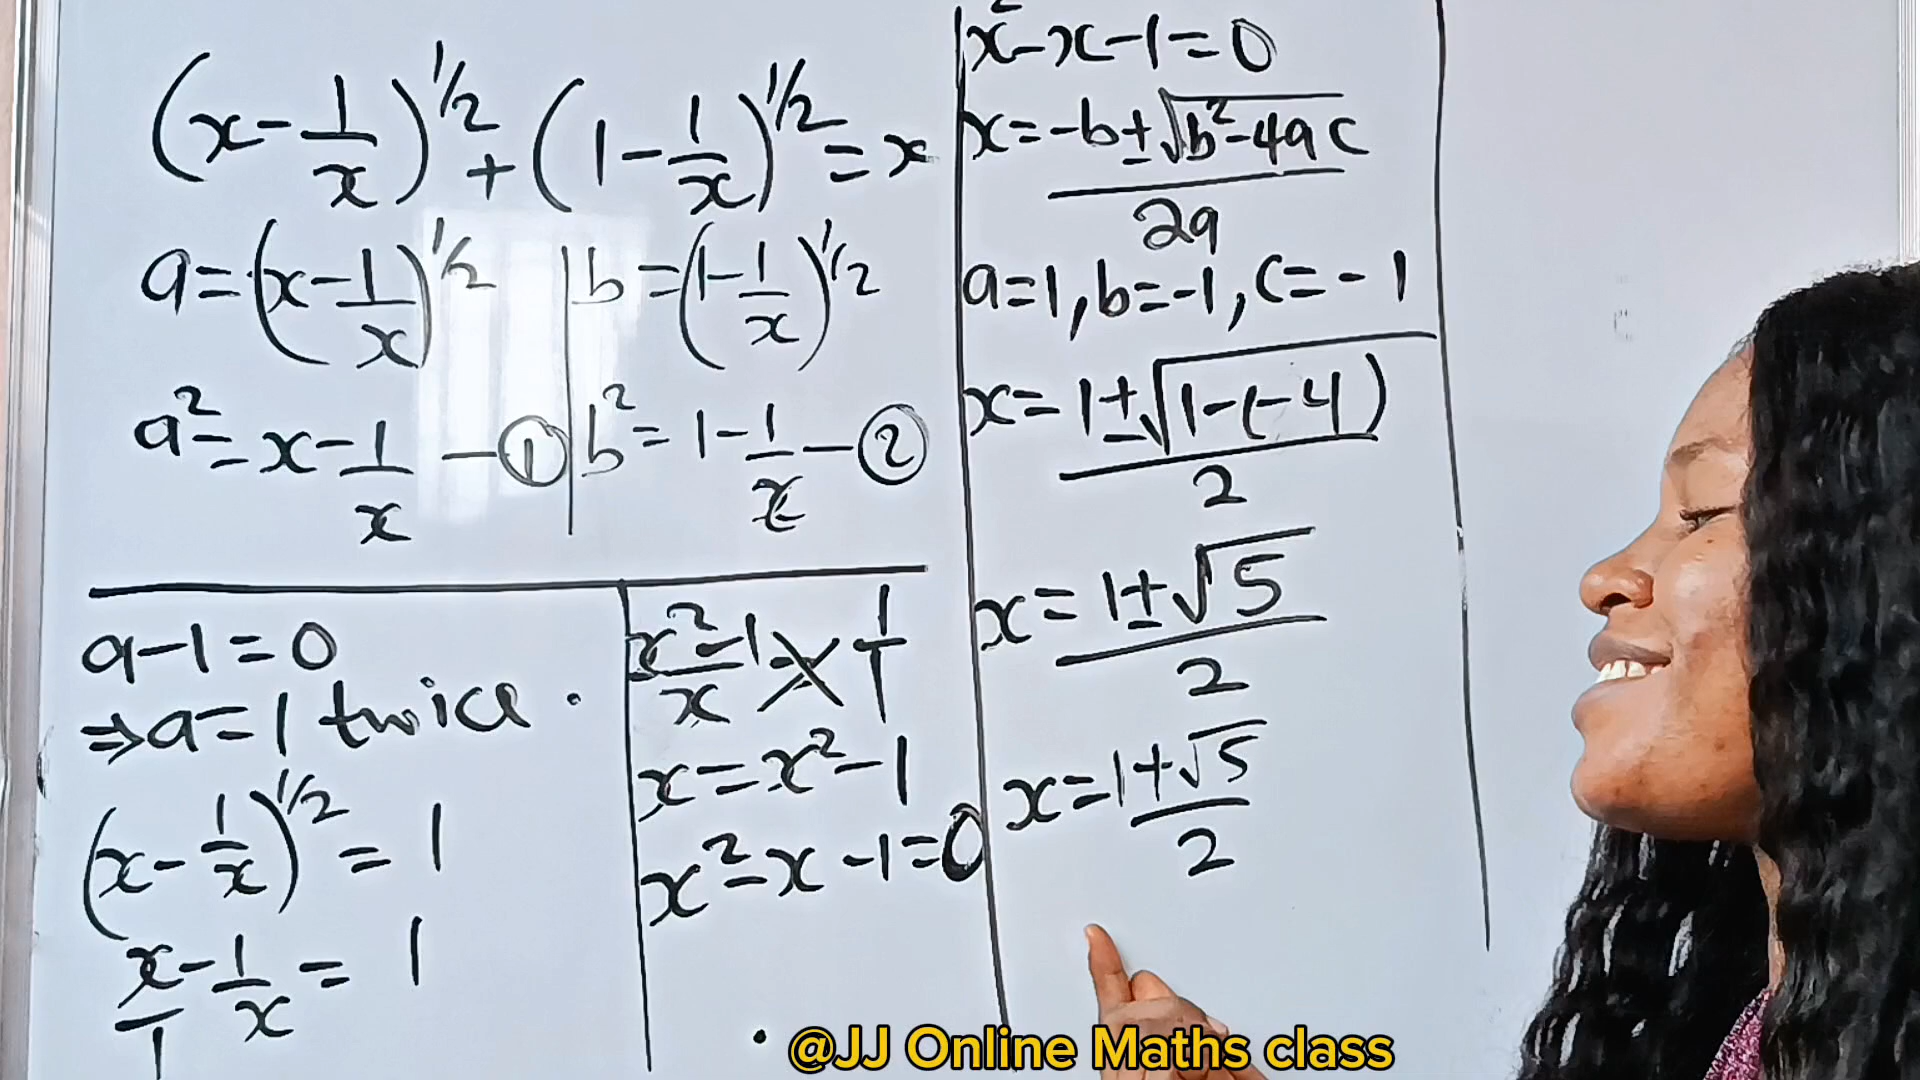 (x - 1/x)^1/2 + (1 - 1/x)^1/2 = x
a = (x - 1/x)^1/2
a² = x - 1/x - ①
b = (1 - 1/x)^1/2
b² = 1 - 1/x - ②
a - 1 = 0
⇒ a = 1 twice.
(x - 1/x)^1/2 = 1
x/1 - 1/x = 1
x² - 1/x = 1/1
x = x² - 1
x² - x - 1 = 0
x² - x - 1 = 0
x = -b ± √b² - 4ac / 2a
a = 1, b = -1, c = -1
x = 1 ± √1 - (-4) / 2
x = 1 ± √5 / 2
x = 1 + √5 / 2
@JJ Online Maths class